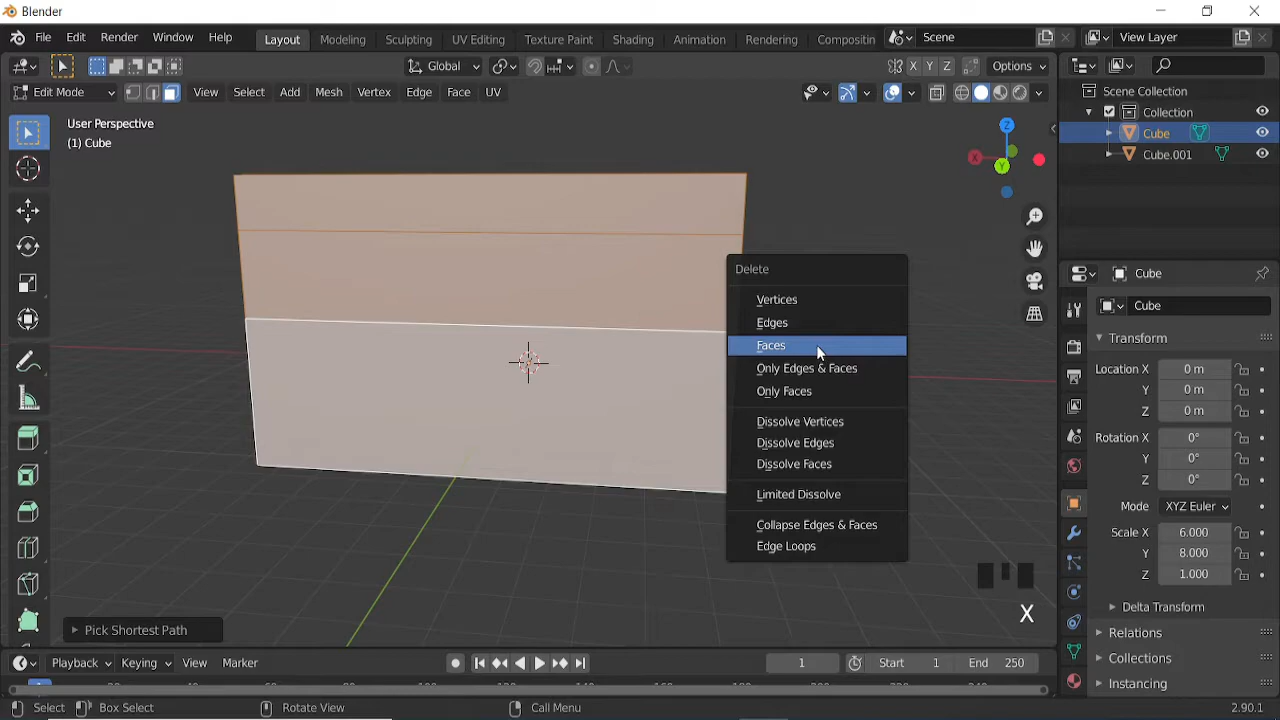 Blender
File Edit Render Window Help
Layout Modeling Sculpting UV Editing Texture Paint Shading Animation Rendering Compositin
Scene
View Layer
Global
X Y Z
Options
Edit Mode
View Select Add Mesh Vertex Edge Face UV
User Perspective
(1) Cube
Z
X
Y
Scene Collection
Collection
Cube
Cube.001
Delete
Vertices
Edges
Faces
Only Edges & Faces
Only Faces
Dissolve Vertices
Dissolve Edges
Dissolve Faces
Limited Dissolve
Collapse Edges & Faces
Edge Loops
Cube
Cube
Transform
Location X 0 m
Y 0 m
Z 0 m
Rotation X 0°
Y 0°
Z 0°
Mode XYZ Euler
Scale X 6.000
Y 8.000
Z 1.000
Delta Transform
Relations
Collections
Instancing
X
Pick Shortest Path
Playback Keying View Marker
1
Start 1
End 250
Select Box Select Rotate View Call Menu
2.90.1